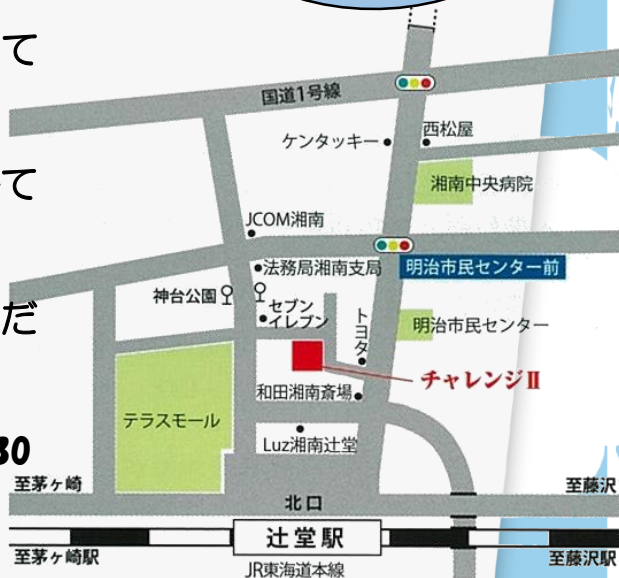 て
国道1号線
ケンタッキー
西松屋
て
湘南中央病院
JCOM湘南
法務局湘南支局
明治市民センター前
神台公園
セブン
イレブン
だ
トヨタ
明治市民センター
チャレンジⅡ
和田湘南斎場
テラスモール
Luz湘南辻堂
30
至茅ヶ崎
至藤沢
北口
辻堂駅
至茅ヶ崎駅
至藤沢駅
JR東海道本線